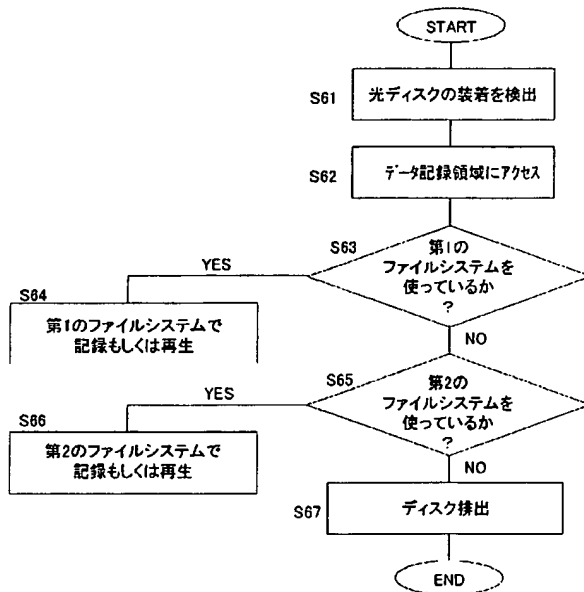 START
S61
光ディスクの装着を検出
S62
データ記録領域にアクセス
S63
第1の
ファイルシステムを
使っているか
?
YES
NO
S64
第1のファイルシステムで
記録もしくは再生
S65
第2の
ファイルシステムを
使っているか
?
YES
NO
S66
第2のファイルシステムで
記録もしくは再生
S67
ディスク排出
END